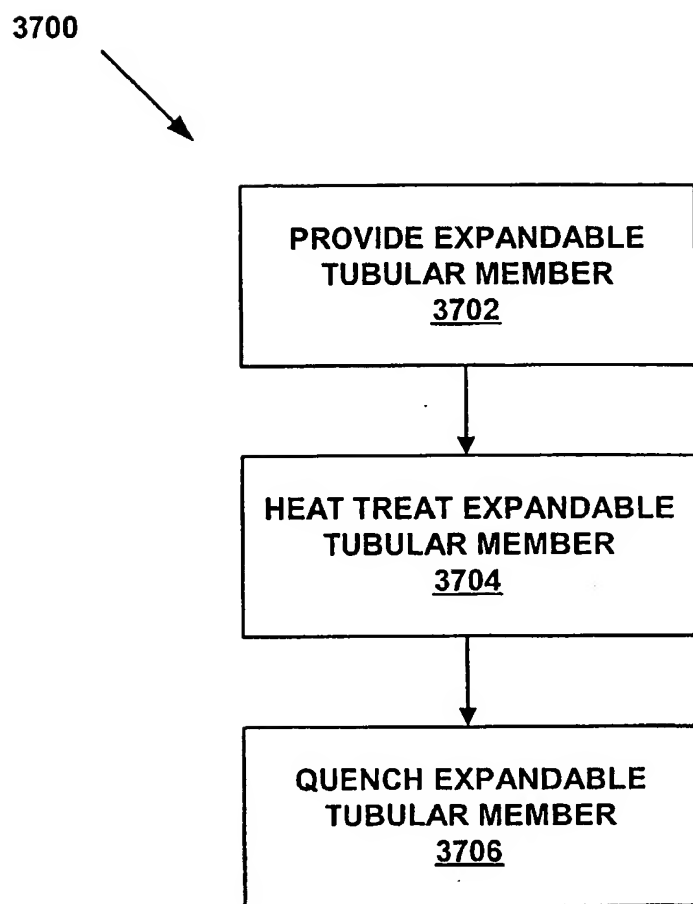 3700
PROVIDE EXPANDABLE
TUBULAR MEMBER
3702
HEAT TREAT EXPANDABLE
TUBULAR MEMBER
3704
QUENCH EXPANDABLE
TUBULAR MEMBER
3706